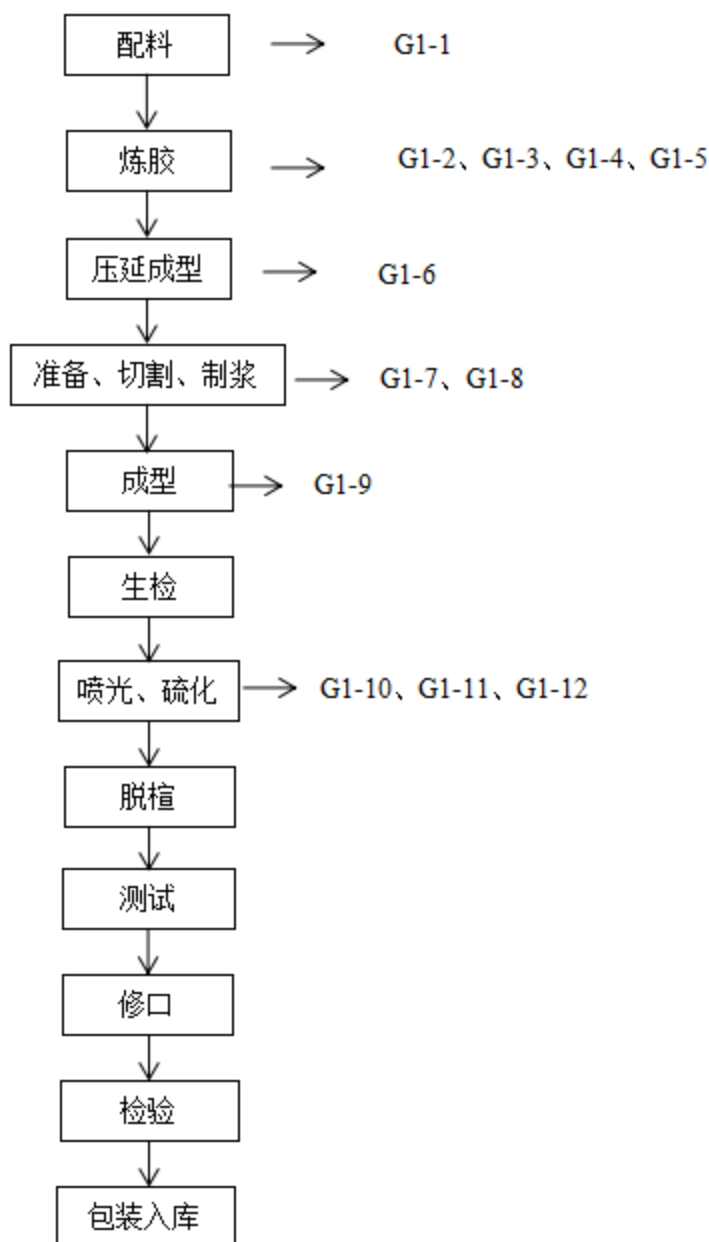 配料 G1-1
炼胶 G1-2、G1-3、G1-4、G1-5
压延成型 G1-6
准备、切割、制浆 G1-7、G1-8
成型 G1-9
生检
喷光、硫化 G1-10、G1-11、G1-12
脱楦
测试
修口
检验
包装入库